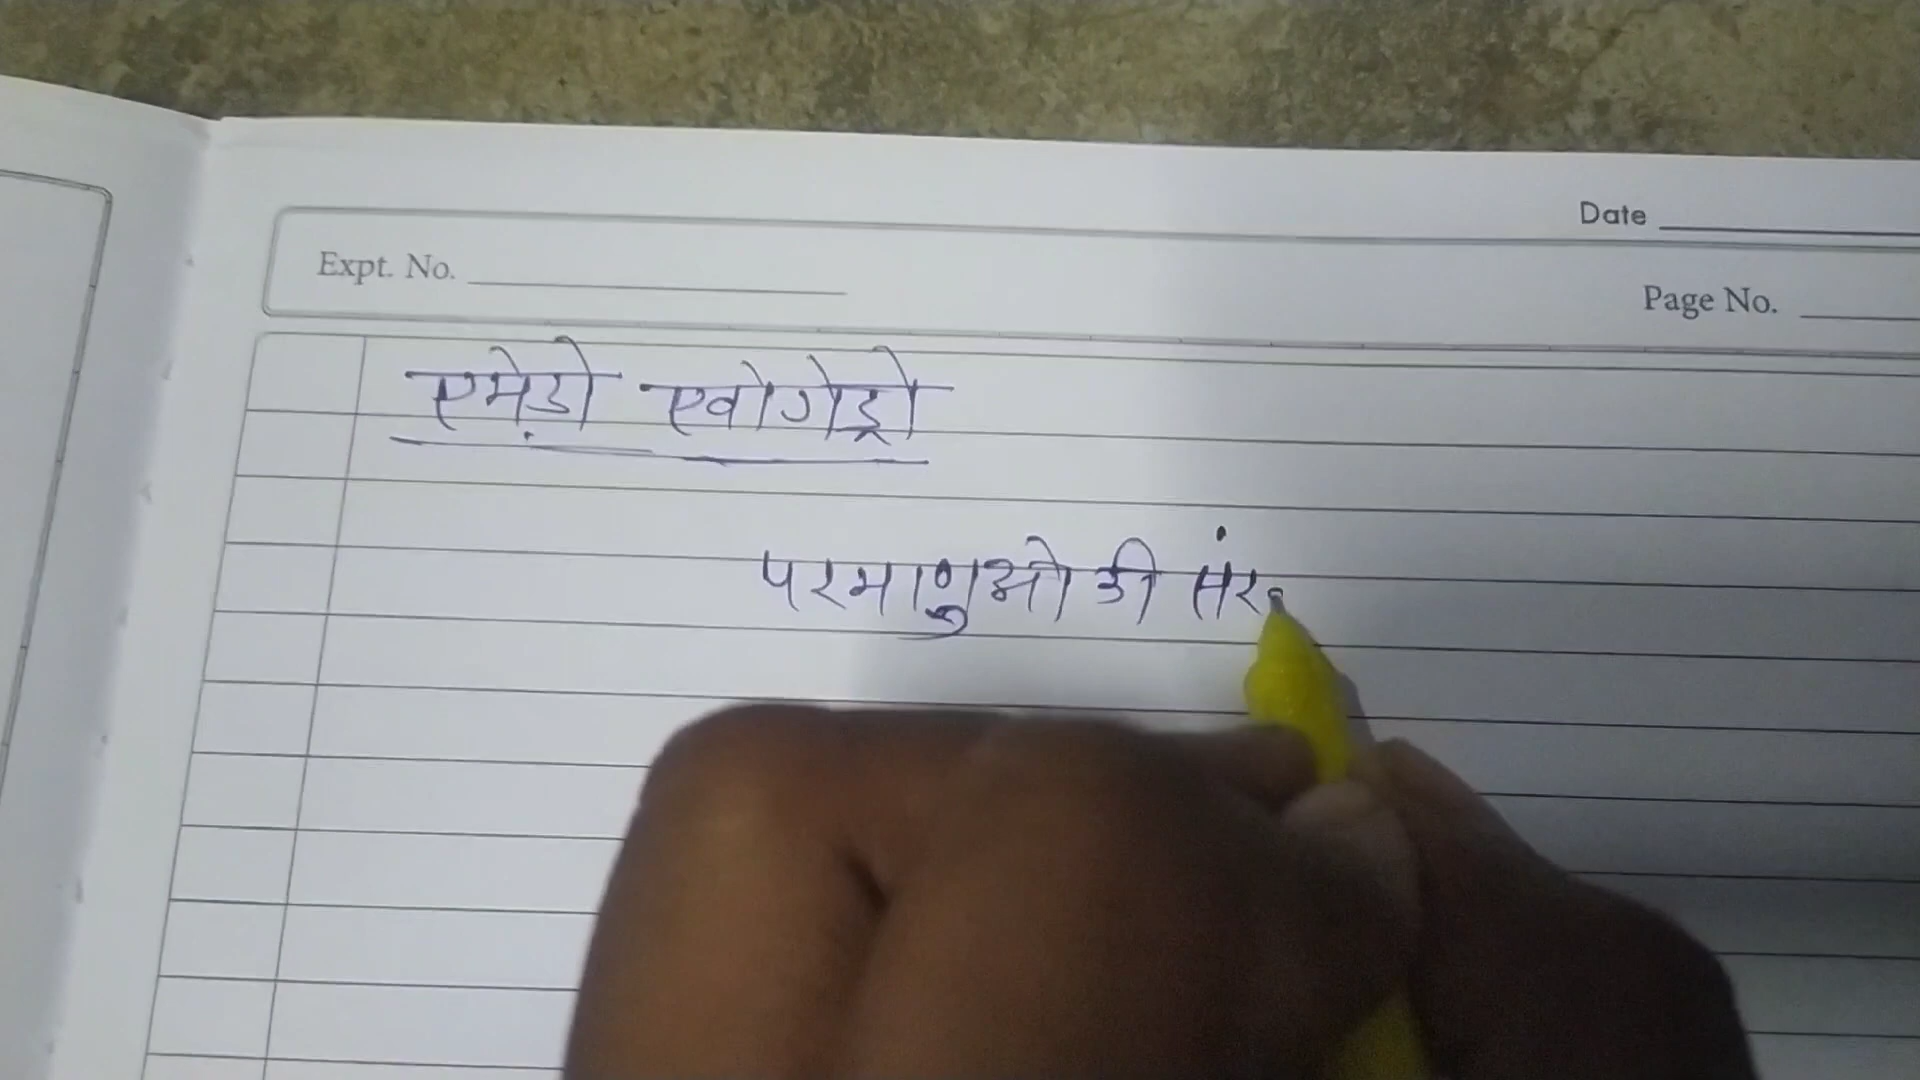 Date
Expt. No.
Page No.
एमेडो एवोगेड्रो
परमाणुओ की संर